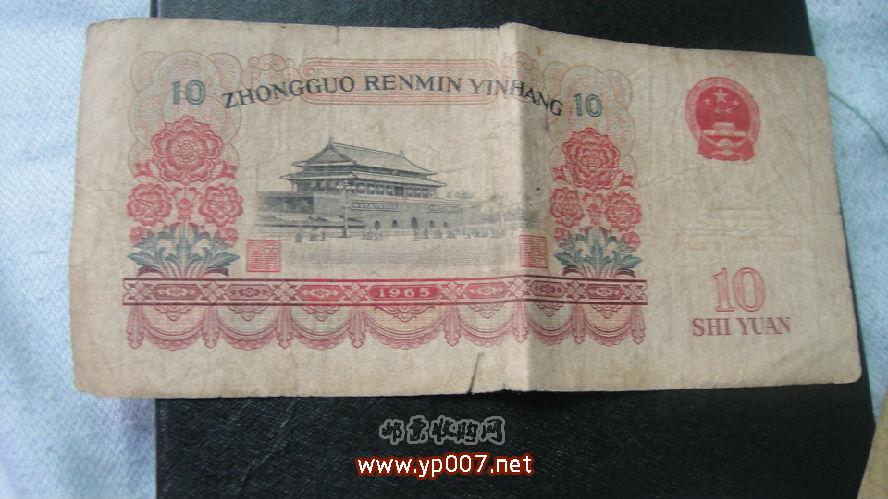 10 ZHONGGUO RENMIN YINHANG 10
1965
10
SHI YUAN
邮票收购网
www.yp007.net